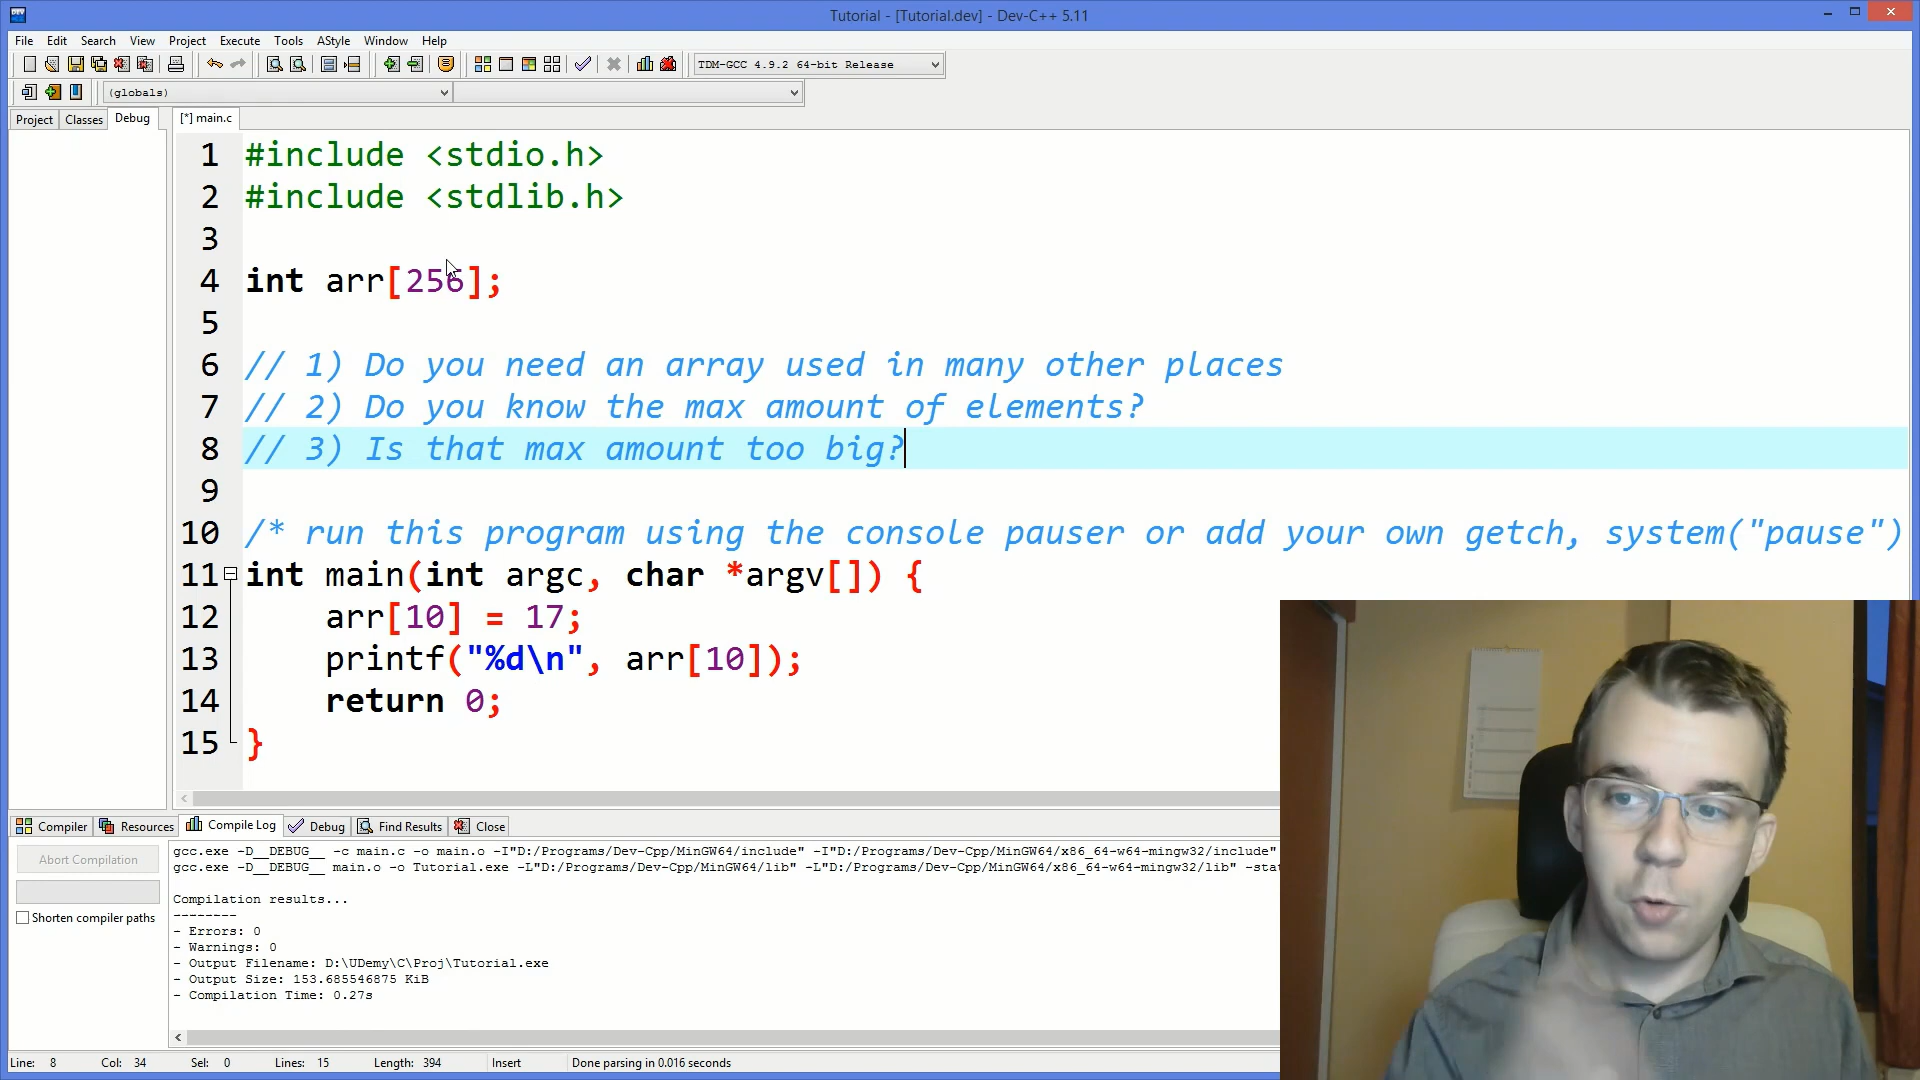 Tutorial - [Tutorial.dev] - Dev-C++ 5.11
File Edit Search View Project Execute Tools AStyle Window Help
TDM-GCC 4.9.2 64-bit Release
(globals)
Project Classes Debug
[*] main.c
1 #include <stdio.h>
2 #include <stdlib.h>
3
4 int arr[256];
5
6 // 1) Do you need an array used in many other places
7 // 2) Do you know the max amount of elements?
8 // 3) Is that max amount too big?
9
10 /* run this program using the console pauser or add your own getch, system("pause")
11 int main(int argc, char *argv[]) {
12 arr[10] = 17;
13 printf("%d\n", arr[10]);
14 return 0;
15 }
Compiler Resources Compile Log Debug Find Results Close
Abort Compilation
Shorten compiler paths
gcc.exe -D__DEBUG__ -c main.c -o main.o -I"D:/Programs/Dev-Cpp/MinGW64/include" -I"D:/Programs/Dev-Cpp/MinGW64/x86_64-w64-mingw32/include"
gcc.exe -D__DEBUG__ main.o -o Tutorial.exe -L"D:/Programs/Dev-Cpp/MinGW64/lib" -L"D:/Programs/Dev-Cpp/MinGW64/x86_64-w64-mingw32/lib" -sta
Compilation results...
--------
- Errors: 0
- Warnings: 0
- Output Filename: D:\UDemy\C\Proj\Tutorial.exe
- Output Size: 153.685546875 KiB
- Compilation Time: 0.27s
Line: 8 Col: 34 Sel: 0 Lines: 15 Length: 394 Insert Done parsing in 0.016 seconds